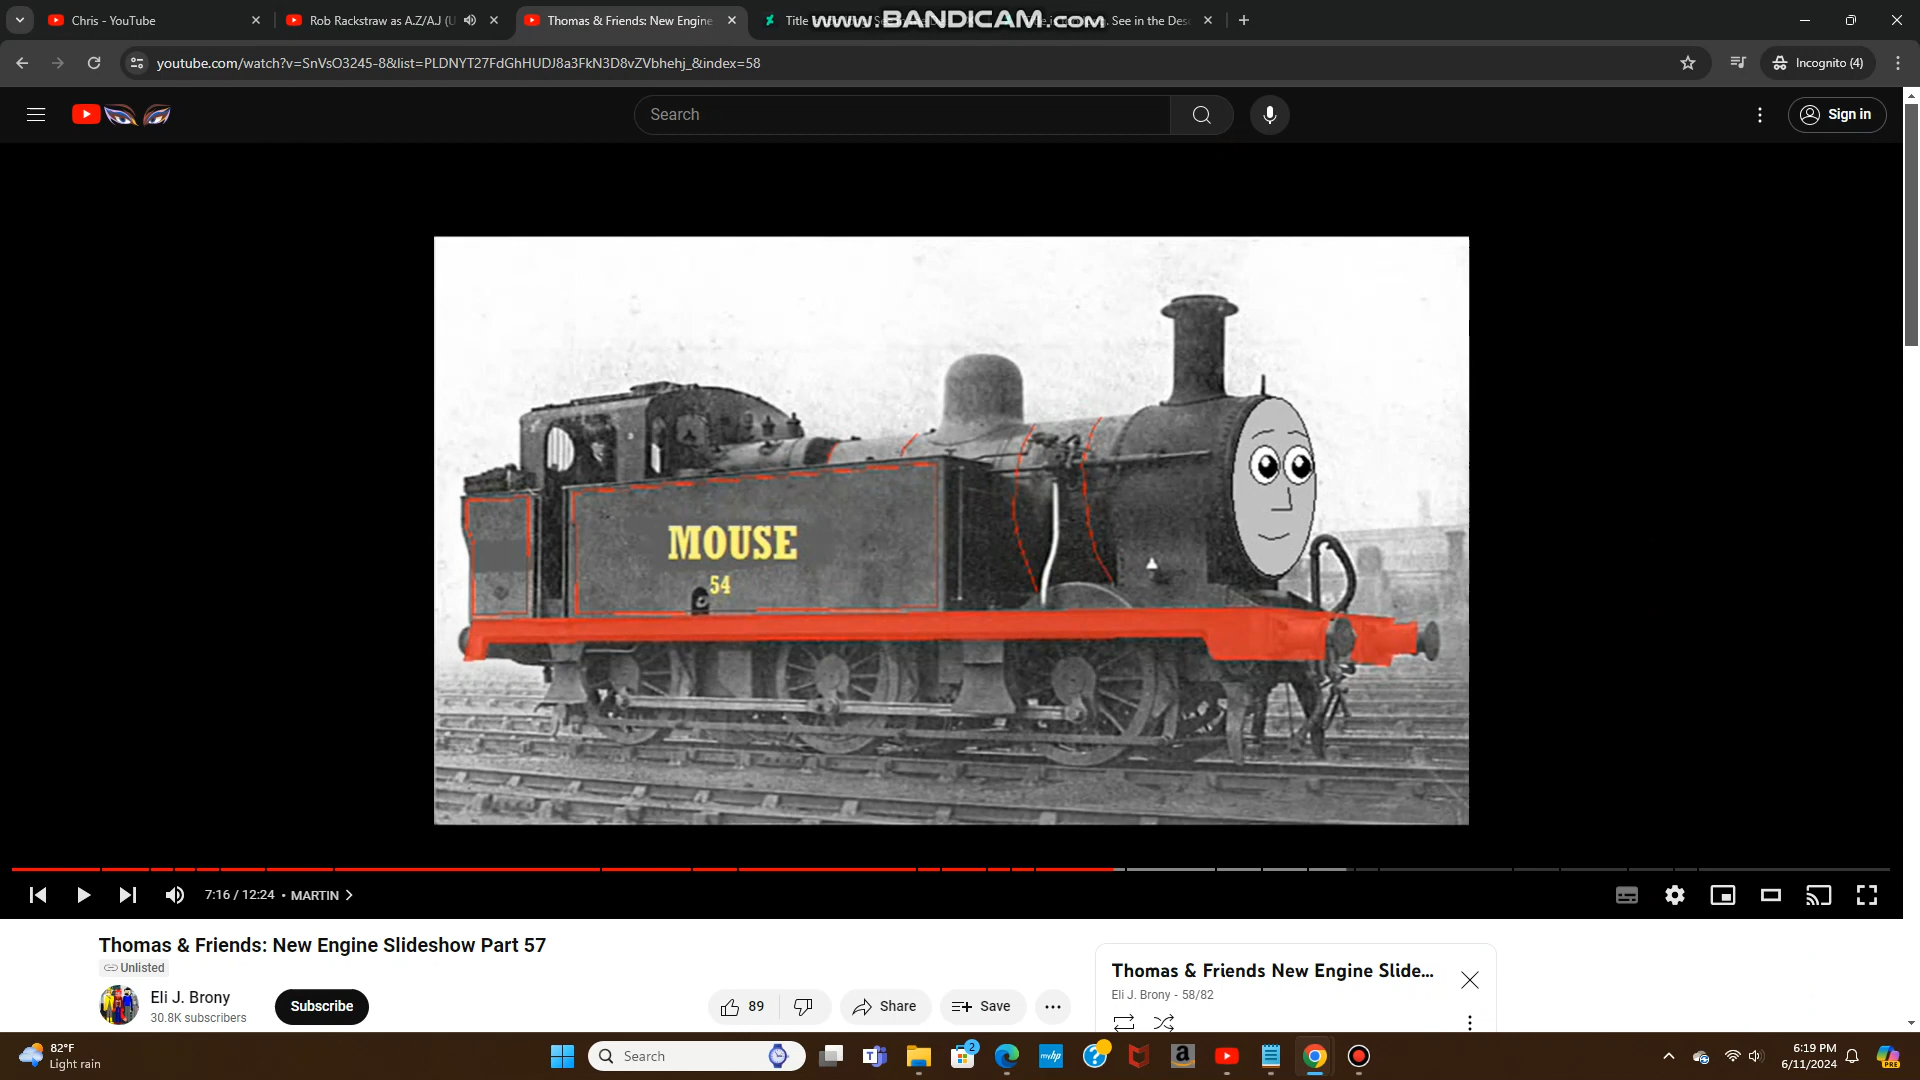 Chris - YouTube
Rob Rackstraw as A.Z/A.J (U
Thomas & Friends: New Engine
Title
See in the Des
www.BANDICAM.com
youtube.com/watch?v=SnVsO3245-8&list=PLDNYT27FdGhHUDJ8a3FkN3D8vZVbhehj_&index=58
Incognito (4)
Search
Sign in
MOUSE
54
7:16 / 12:24 • MARTIN
Thomas & Friends: New Engine Slideshow Part 57
Unlisted
Eli J. Brony
30.8K subscribers
Subscribe
89
Share
Save
Thomas & Friends New Engine Slide...
Eli J. Brony - 58/82
82°F
Light rain
Search
2
myhp
PRE
6:19 PM
6/11/2024